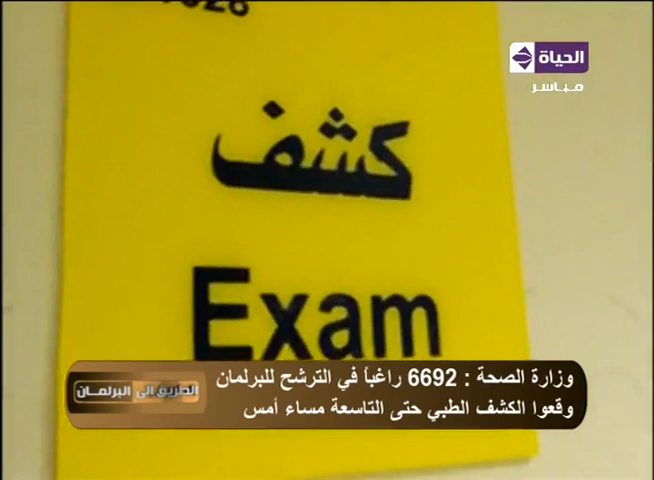 الحياة
مباشر
كشف
Exam
وزارة الصحة : 6692 راغباً في الترشح للبرلمان
وقعوا الكشف الطبي حتى التاسعة مساء أمس
الطريق الى البرلمـان